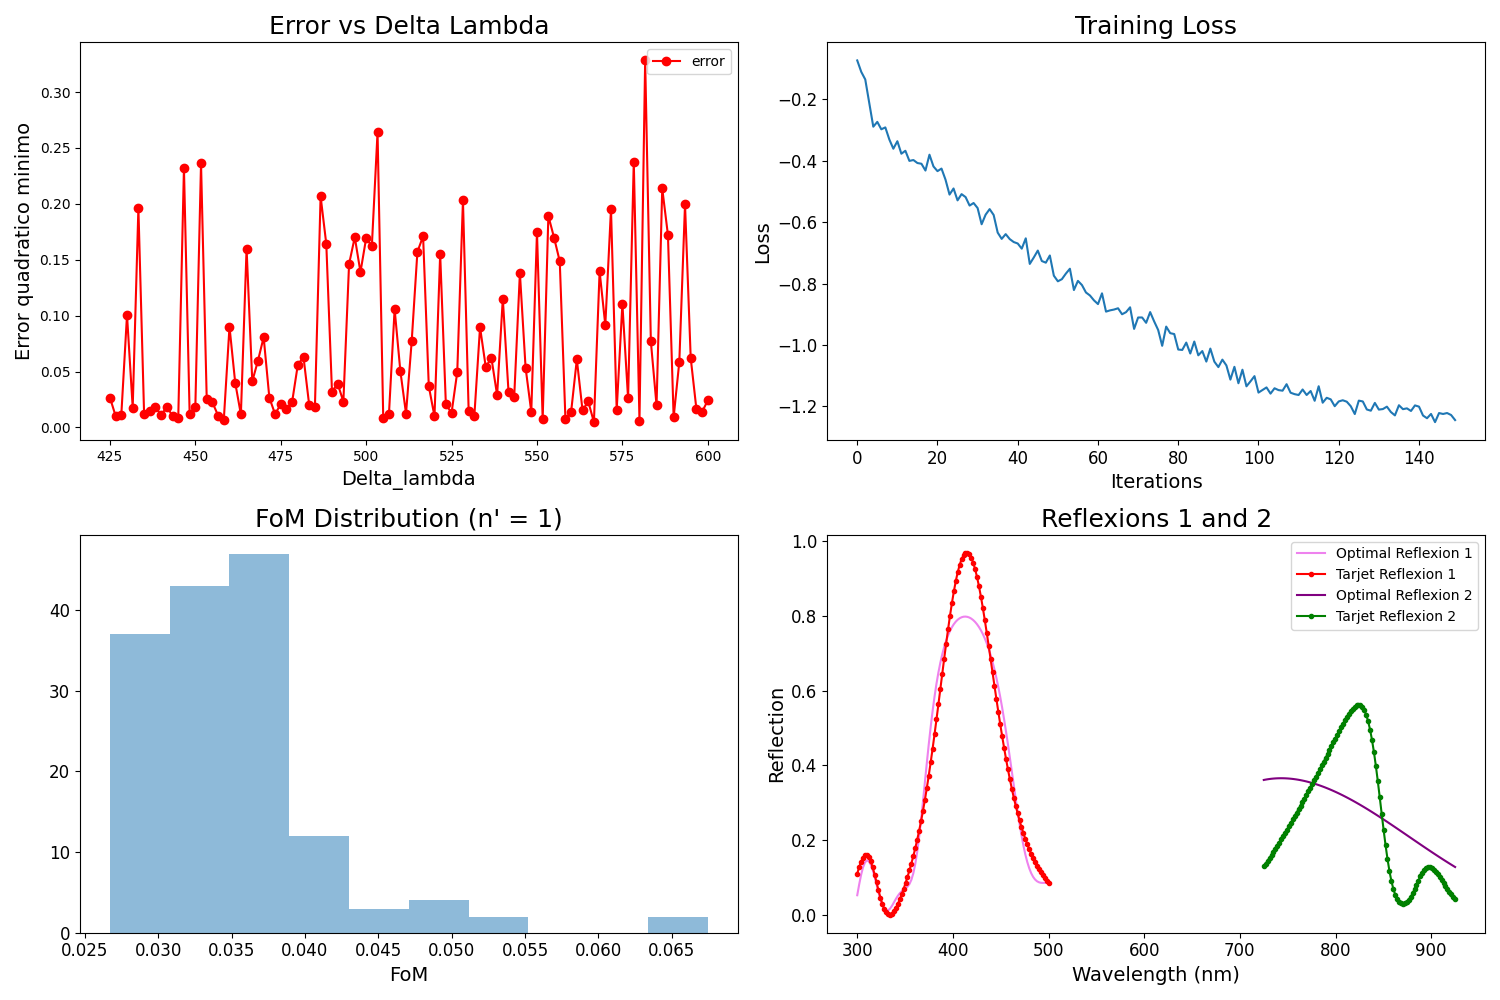 Error vs Delta Lambda
error
Error quadratico minimo
0.30
0.25
0.20
0.15
0.10
0.05
0.00
425 450 475 500 525 550 575 600
Delta_lambda
Training Loss
Loss
−0.2
−0.4
−0.6
−0.8
−1.0
−1.2
0 20 40 60 80 100 120 140
Iterations
FoM Distribution (n' = 1)
40
30
20
10
0
0.025 0.030 0.035 0.040 0.045 0.050 0.055 0.060 0.065
FoM
Reflexions 1 and 2
Optimal Reflexion 1
Tarjet Reflexion 1
Optimal Reflexion 2
Tarjet Reflexion 2
Reflection
1.0
0.8
0.6
0.4
0.2
0.0
300 400 500 600 700 800 900
Wavelength (nm)